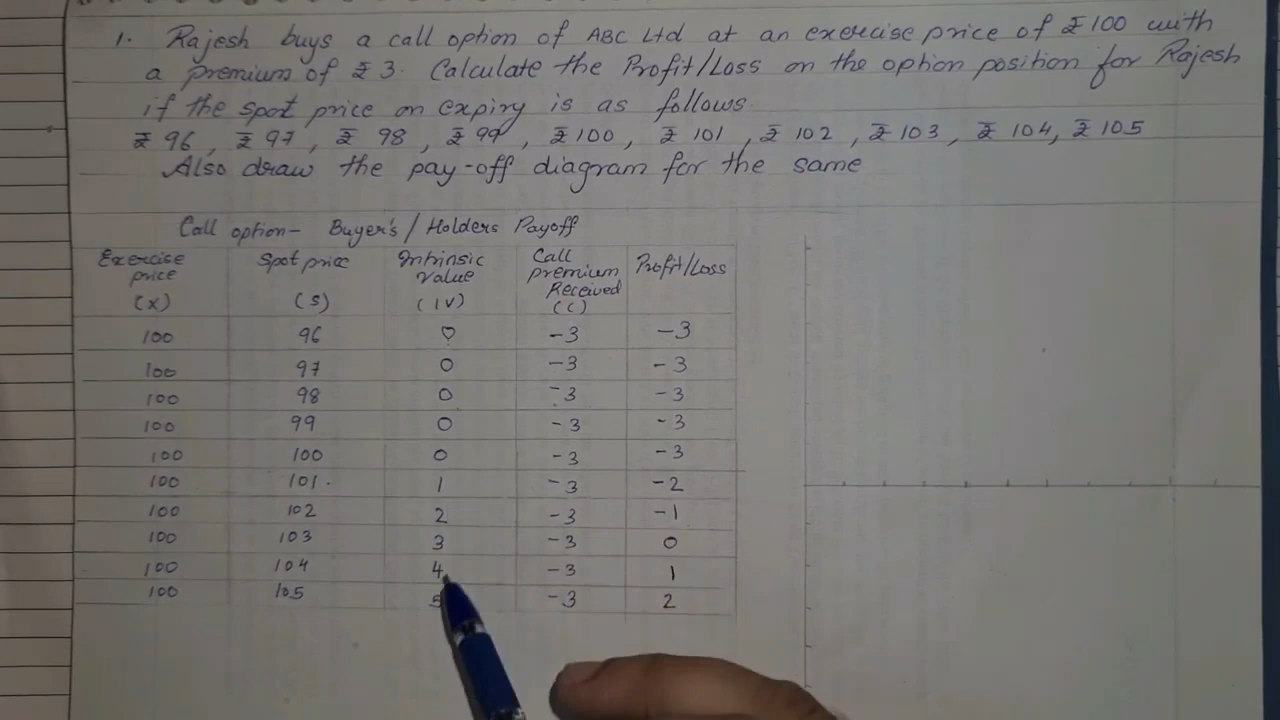 1. Rajesh buys a call option of ABC Ltd at an exercise price of ₹100 with
a premium of ₹ 3. Calculate the Profit/Loss on the option position for Rajesh
if the spot price on expiry is as follows
₹ 96, ₹ 97, ₹ 98, ₹ 99, ₹ 100, ₹ 101, ₹ 102, ₹ 103, ₹ 104, ₹ 105
Also draw the pay-off diagram for the same
Call option- Buyer's/Holders Payoff
Exercise price (X) Spot price (S) Intrinsic Value (IV) Call premium Received (C) Profit/Loss
100 96 0 -3 -3
100 97 0 -3 -3
100 98 0 -3 -3
100 99 0 -3 -3
100 100 0 -3 -3
100 101. 1 -3 -2
100 102 2 -3 -1
100 103 3 -3 0
100 104 4 -3 1
100 105 5 -3 2